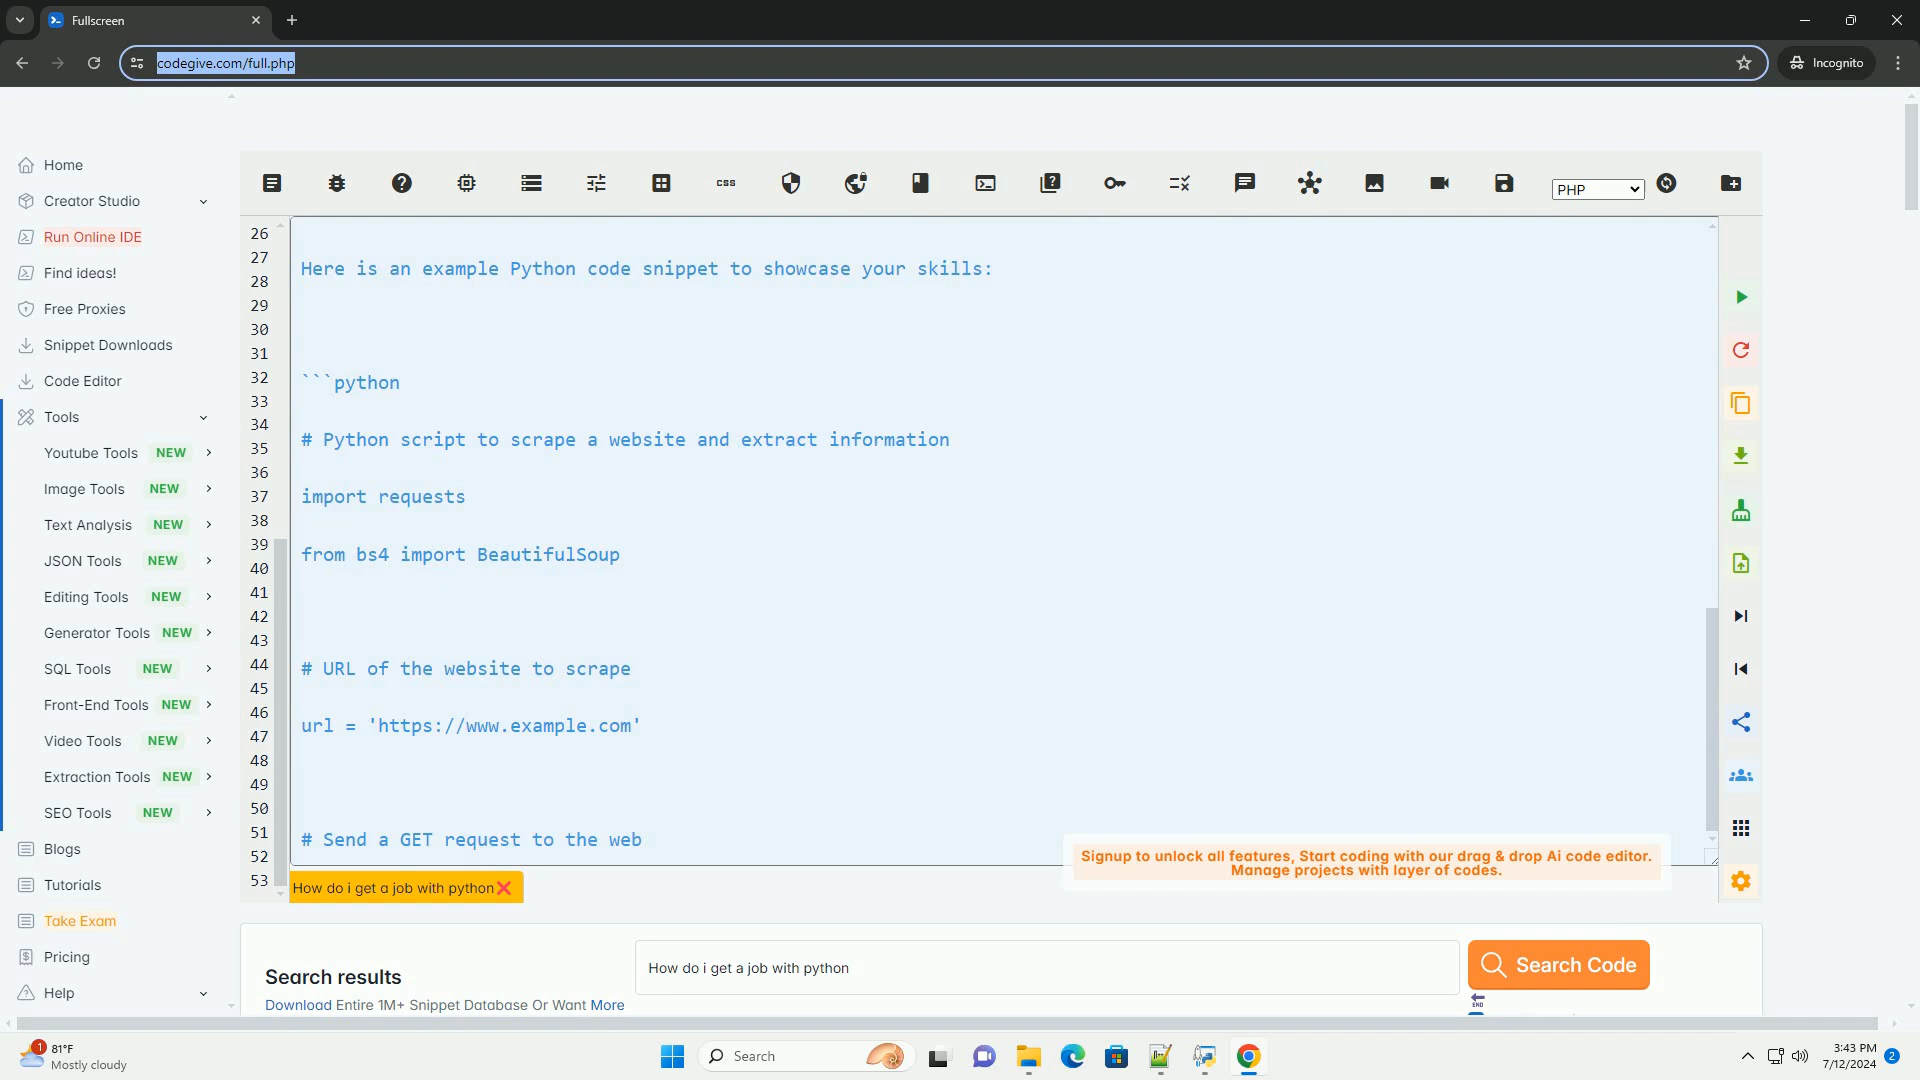 Fullscreen
codegive.com/full.php
Incognito
Home
Creator Studio
Run Online IDE
Find ideas!
Free Proxies
Snippet Downloads
Code Editor
Tools
Youtube Tools NEW
Image Tools NEW
Text Analysis NEW
JSON Tools NEW
Editing Tools NEW
Generator Tools NEW
SQL Tools NEW
Front-End Tools NEW
Video Tools NEW
Extraction Tools NEW
SEO Tools NEW
Blogs
Tutorials
Take Exam
Pricing
Help
css
PHP
26
27
28
29
30
31
32
33
34
35
36
37
38
39
40
41
42
43
44
45
46
47
48
49
50
51
52
53
Here is an example Python code snippet to showcase your skills:
```python
# Python script to scrape a website and extract information
import requests
from bs4 import BeautifulSoup
# URL of the website to scrape
url = 'https://www.example.com'
# Send a GET request to the web
Signup to unlock all features, Start coding with our drag & drop Ai code editor.
Manage projects with layer of codes.
How do i get a job with python
Search results
Download Entire 1M+ Snippet Database Or Want More
How do i get a job with python
Search Code
END
1
81°F
Mostly cloudy
Search
3:43 PM
7/12/2024
2